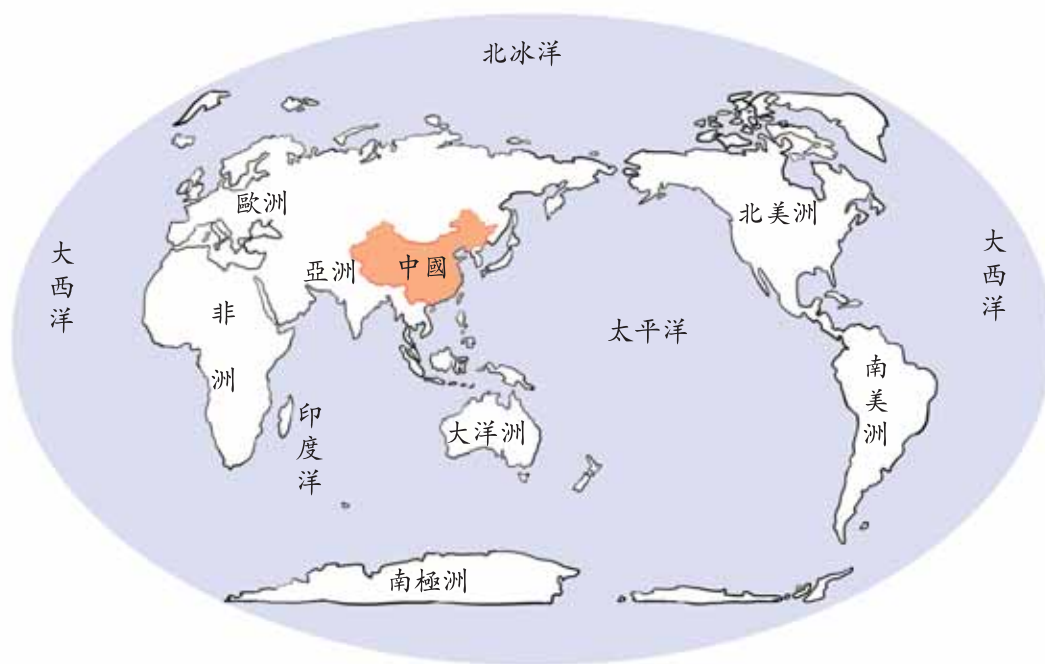 北冰洋
歐洲
北美洲
大西洋
大西洋
亞洲
中國
非洲
太平洋
南美洲
印度洋
大洋洲
南極洲